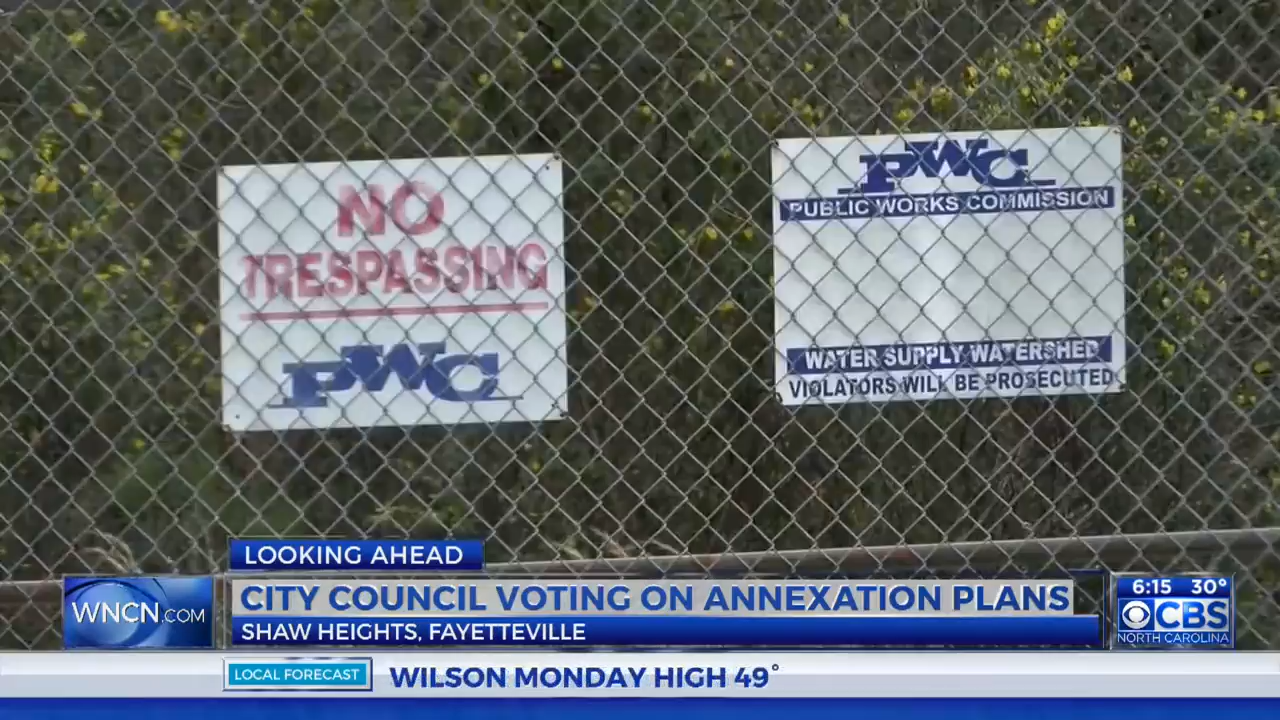 NO
TRESPASSING
PWC
PWC
PUBLIC WORKS COMMISSION
WATER SUPPLY WATERSHED
VIOLATORS WILL BE PROSECUTED
LOOKING AHEAD
WNCN.COM
CITY COUNCIL VOTING ON ANNEXATION PLANS
SHAW HEIGHTS, FAYETTEVILLE
6:15 30°
CBS
NORTH CAROLINA
LOCAL FORECAST
WILSON MONDAY HIGH 49°